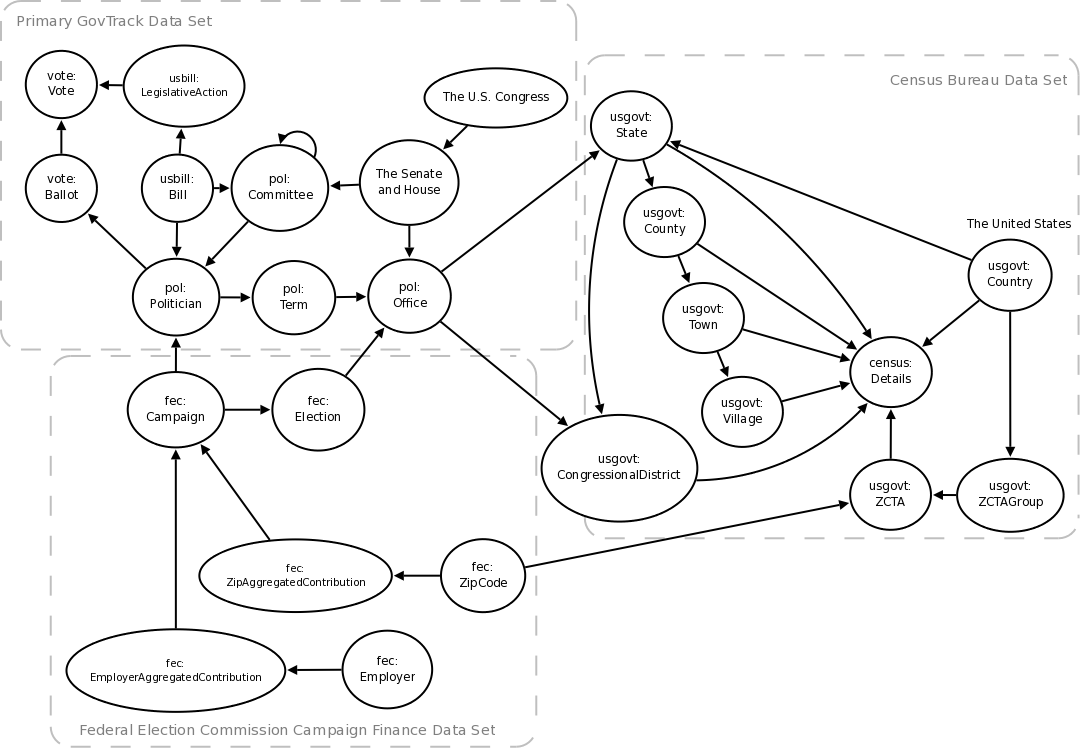 Primary GovTrack Data Set
vote:
Vote
usbill:
LegislativeAction
The U.S. Congress
vote:
Ballot
usbill:
Bill
pol:
Committee
The Senate
and House
pol:
Politician
pol:
Term
pol:
Office
Census Bureau Data Set
usgovt:
State
usgovt:
County
The United States
usgovt:
Country
usgovt:
Town
census:
Details
usgovt:
Village
usgovt:
CongressionalDistrict
usgovt:
ZCTA
usgovt:
ZCTAGroup
fec:
Campaign
fec:
Election
fec:
ZipAggregatedContribution
fec:
ZipCode
fec:
EmployerAggregatedContribution
fec:
Employer
Federal Election Commission Campaign Finance Data Set